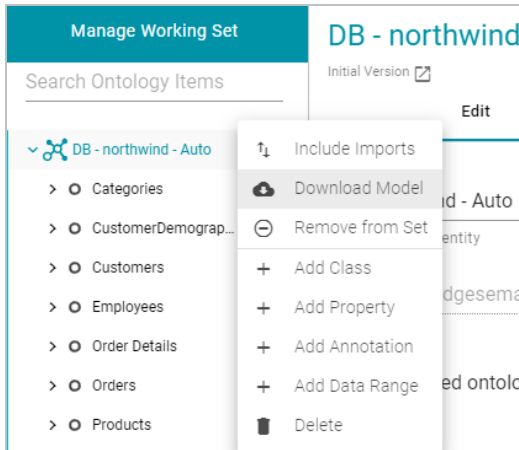 Manage Working Set
Search Ontology Items
DB - northwind - Auto
Categories
CustomerDemograp...
Customers
Employees
Order Details
Orders
Products
Include Imports
Download Model
Remove from Set
Add Class
Add Property
Add Annotation
Add Data Range
Delete
DB - northwind
Initial Version
Edit
d - Auto
entity
dgesema
ed ontolo